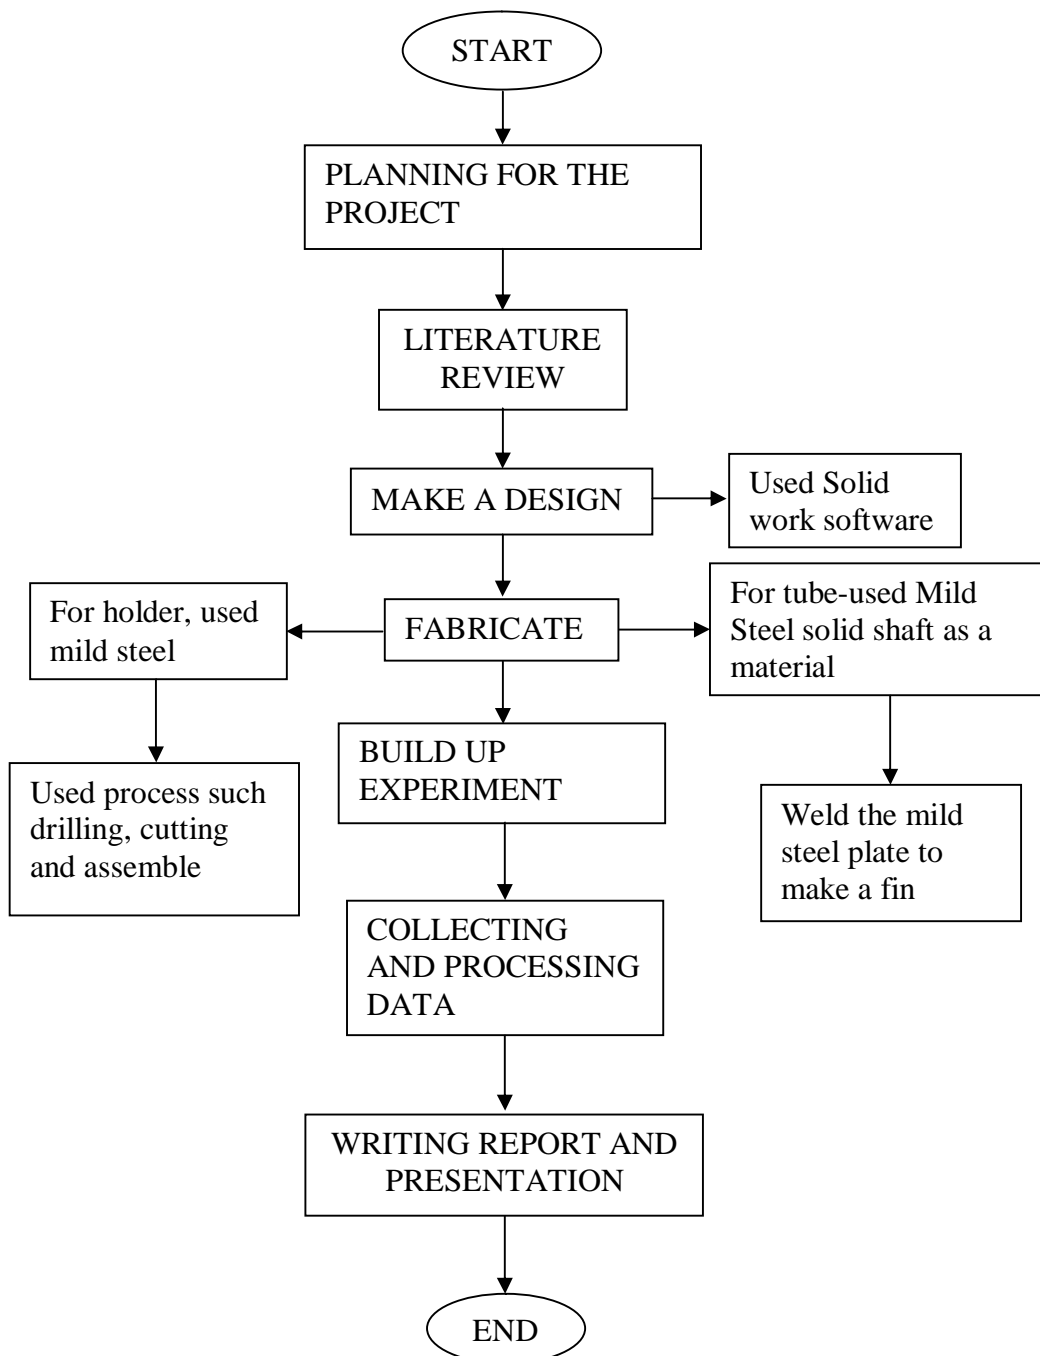 START
PLANNING FOR THE
PROJECT
LITERATURE
REVIEW
MAKE A DESIGN
Used Solid
work software
For holder, used
mild steel
FABRICATE
For tube-used Mild
Steel solid shaft as a
material
BUILD UP
EXPERIMENT
Used process such
drilling, cutting
and assemble
Weld the mild
steel plate to
make a fin
COLLECTING
AND PROCESSING
DATA
WRITING REPORT AND
PRESENTATION
END